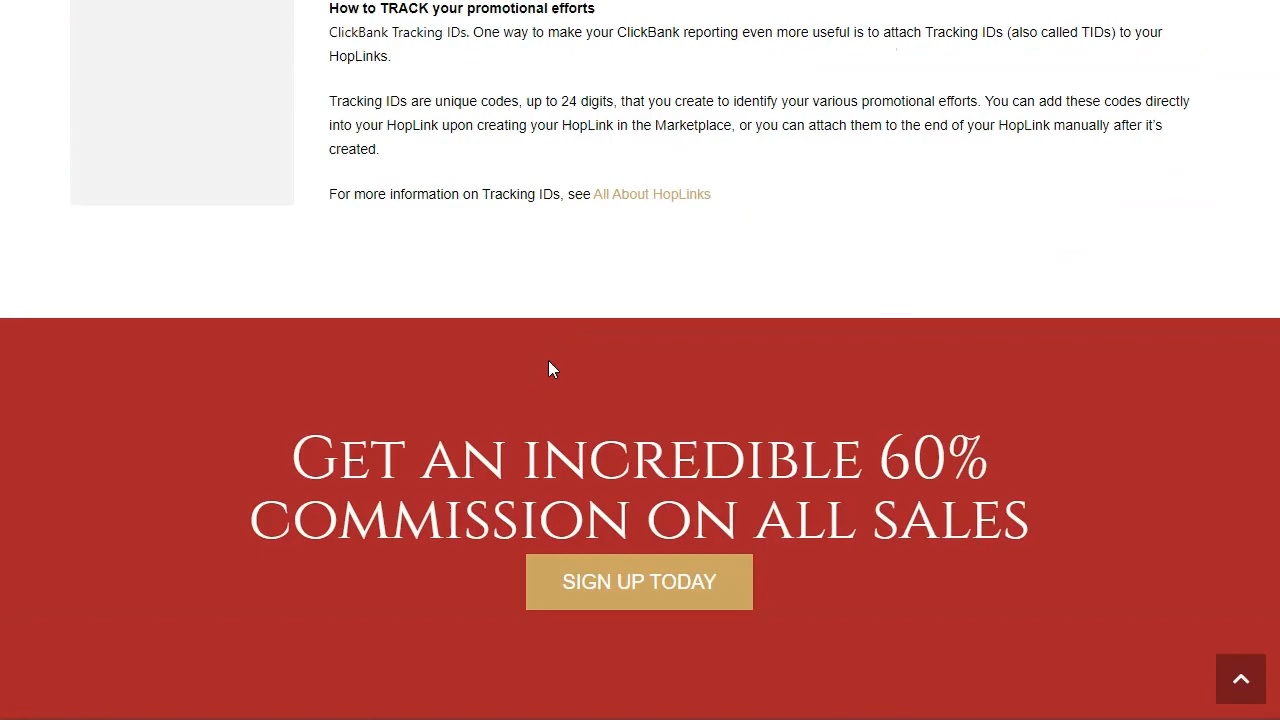 How to TRACK your promotional efforts
ClickBank Tracking IDs. One way to make your ClickBank reporting even more useful is to attach Tracking IDs (also called TIDs) to your
HopLinks.
Tracking IDs are unique codes, up to 24 digits, that you create to identify your various promotional efforts. You can add these codes directly
into your HopLink upon creating your HopLink in the Marketplace, or you can attach them to the end of your HopLink manually after it's
created.
For more information on Tracking IDs, see All About HopLinks
Get an incredible 60%
commission on all sales
SIGN UP TODAY